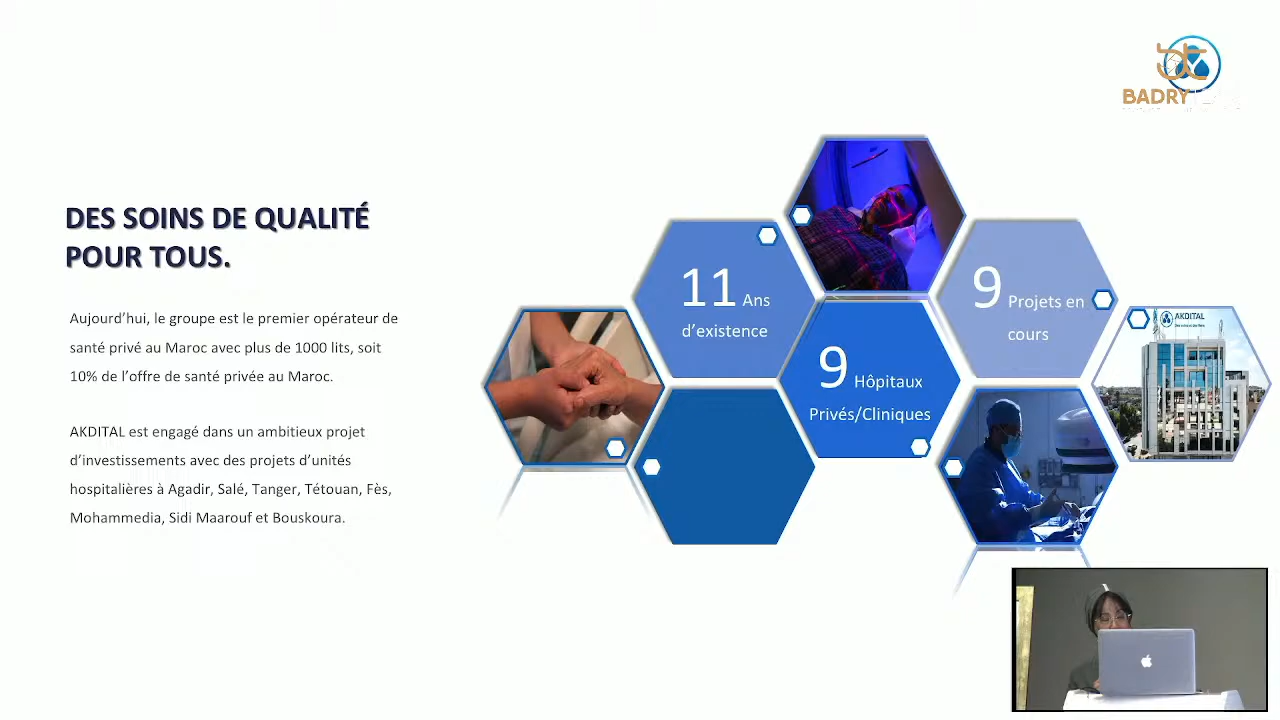 BADRY
DES SOINS DE QUALITÉ
POUR TOUS.
Aujourd’hui, le groupe est le premier opérateur de
santé privé au Maroc avec plus de 1000 lits, soit
10% de l’offre de santé privée au Maroc.
AKDITAL est engagé dans un ambitieux projet
d’investissements avec des projets d’unités
hospitalières à Agadir, Salé, Tanger, Tétouan, Fès,
Mohammedia, Sidi Maarouf et Bouskoura.
11 Ans
d’existence
9 Hôpitaux
Privés/Cliniques
9 Projets en
cours
AKDITAL